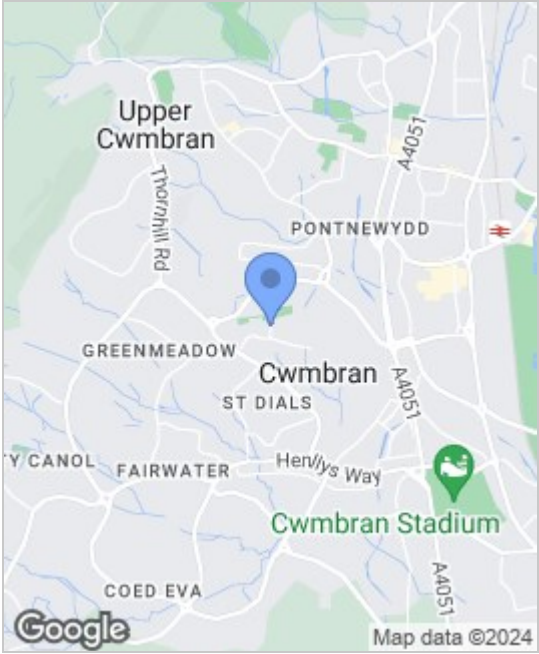 Upper
Cwmbran
A4051
Thornhill Rd
PONTNEWYDD
GREENMEADOW
Cwmbran
A4051
ST DIALS
TY CANOL
FAIRWATER
Henllys Way
Cwmbran Stadium
COED EVA
A4051
Google
Map data ©2024